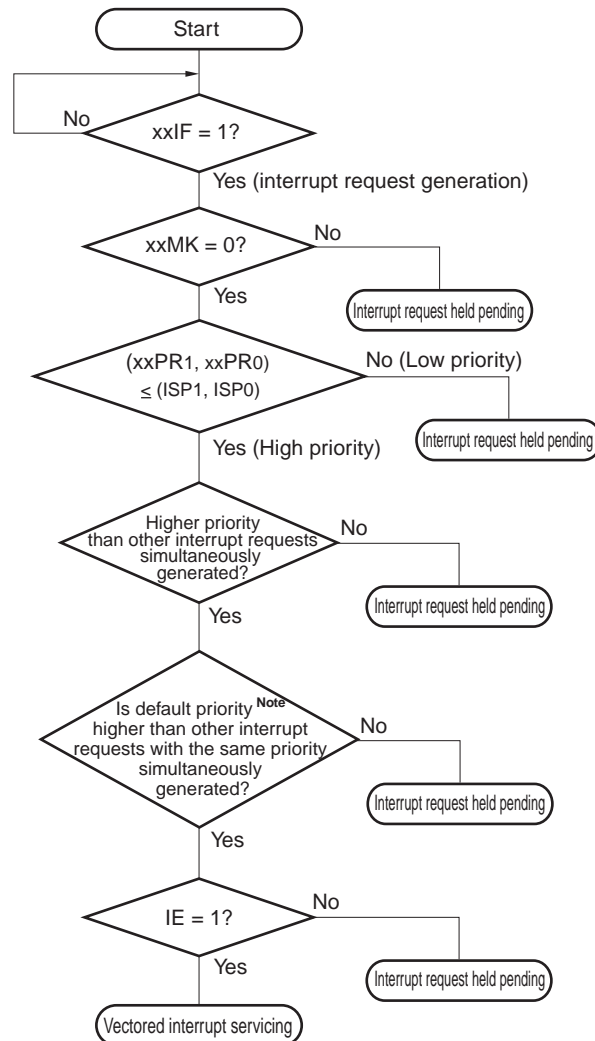 Start
No
xxIF = 1?
Yes (interrupt request generation)
No
xxMK = 0?
Yes
Interrupt request held pending
(xxPR1, xxPR0)
≤ (ISP1, ISP0)
No (Low priority)
Interrupt request held pending
Yes (High priority)
Higher priority
than other interrupt requests
simultaneously
generated?
No
Interrupt request held pending
Yes
Is default priority Note
higher than other interrupt
requests with the same priority
simultaneously
generated?
No
Interrupt request held pending
Yes
IE = 1?
No
Interrupt request held pending
Yes
Vectored interrupt servicing